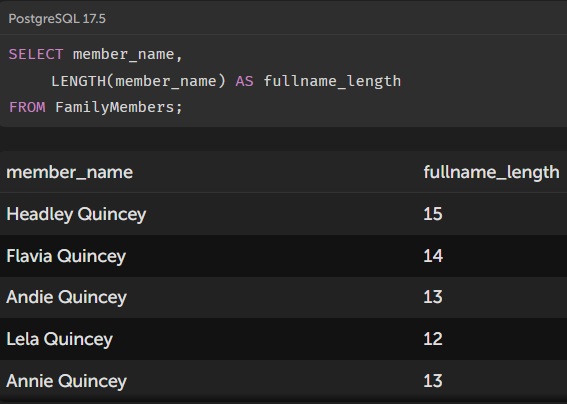 PostgreSQL 17.5
SELECT member_name,
LENGTH(member_name) AS fullname_length
FROM FamilyMembers;
member_name fullname_length
Headley Quincey 15
Flavia Quincey 14
Andie Quincey 13
Lela Quincey 12
Annie Quincey 13